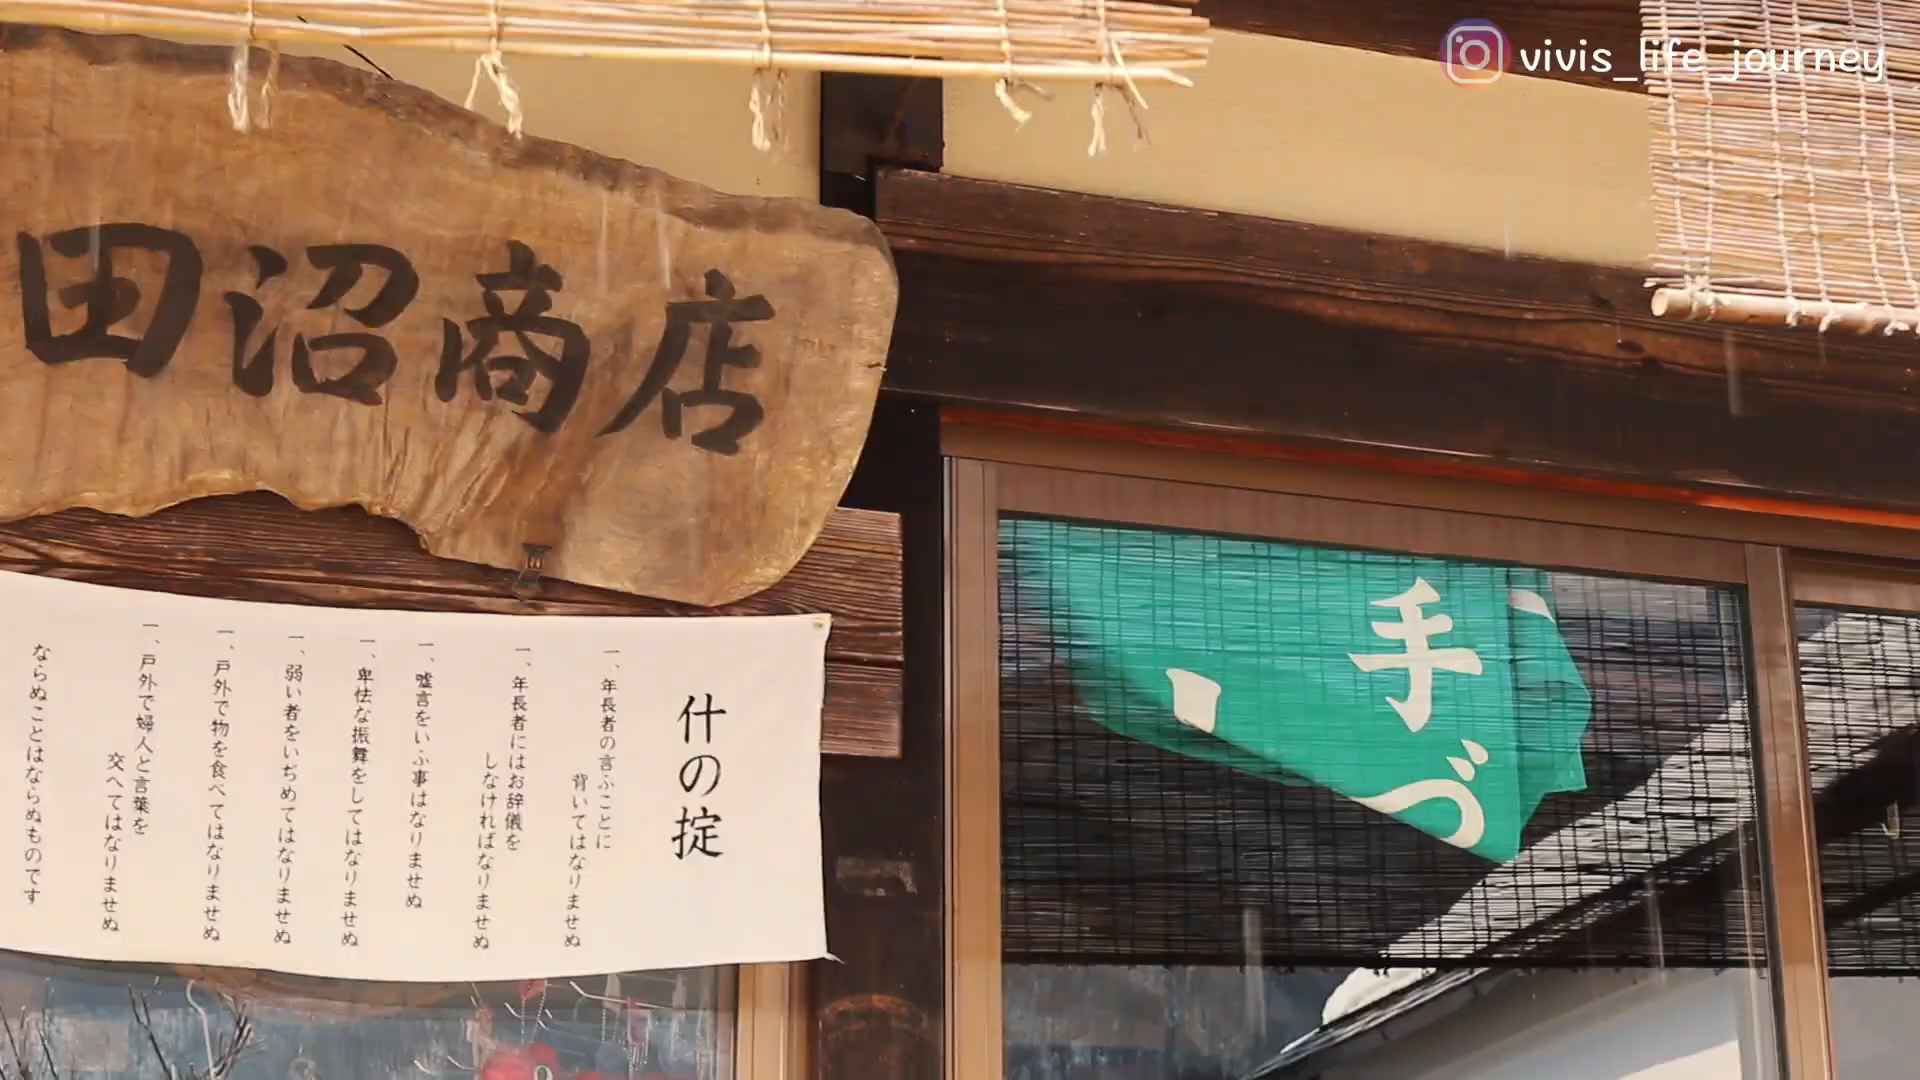 vivis_life_journey
田沼商店
什の掟
一、年長者の言ふことに
背いてはなりませぬ
一、年長者にはお辞儀を
しなければなりませぬ
一、嘘言をいふ事はなりませぬ
一、卑怯な振舞をしてはなりませぬ
一、弱い者をいぢめてはなりませぬ
一、戸外で物を食べてはなりませぬ
一、戸外で婦人と言葉を
交へてはなりませぬ
ならぬことはならぬものです
手づ